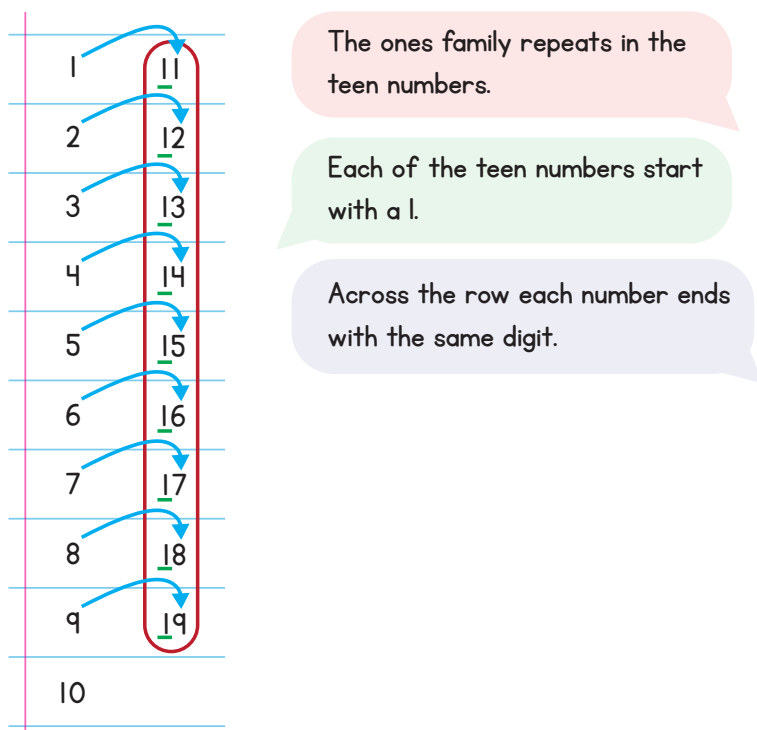 1 11
2 12
3 13
4 14
5 15
6 16
7 17
8 18
9 19
10
The ones family repeats in the
teen numbers.
Each of the teen numbers start
with a 1.
Across the row each number ends
with the same digit.